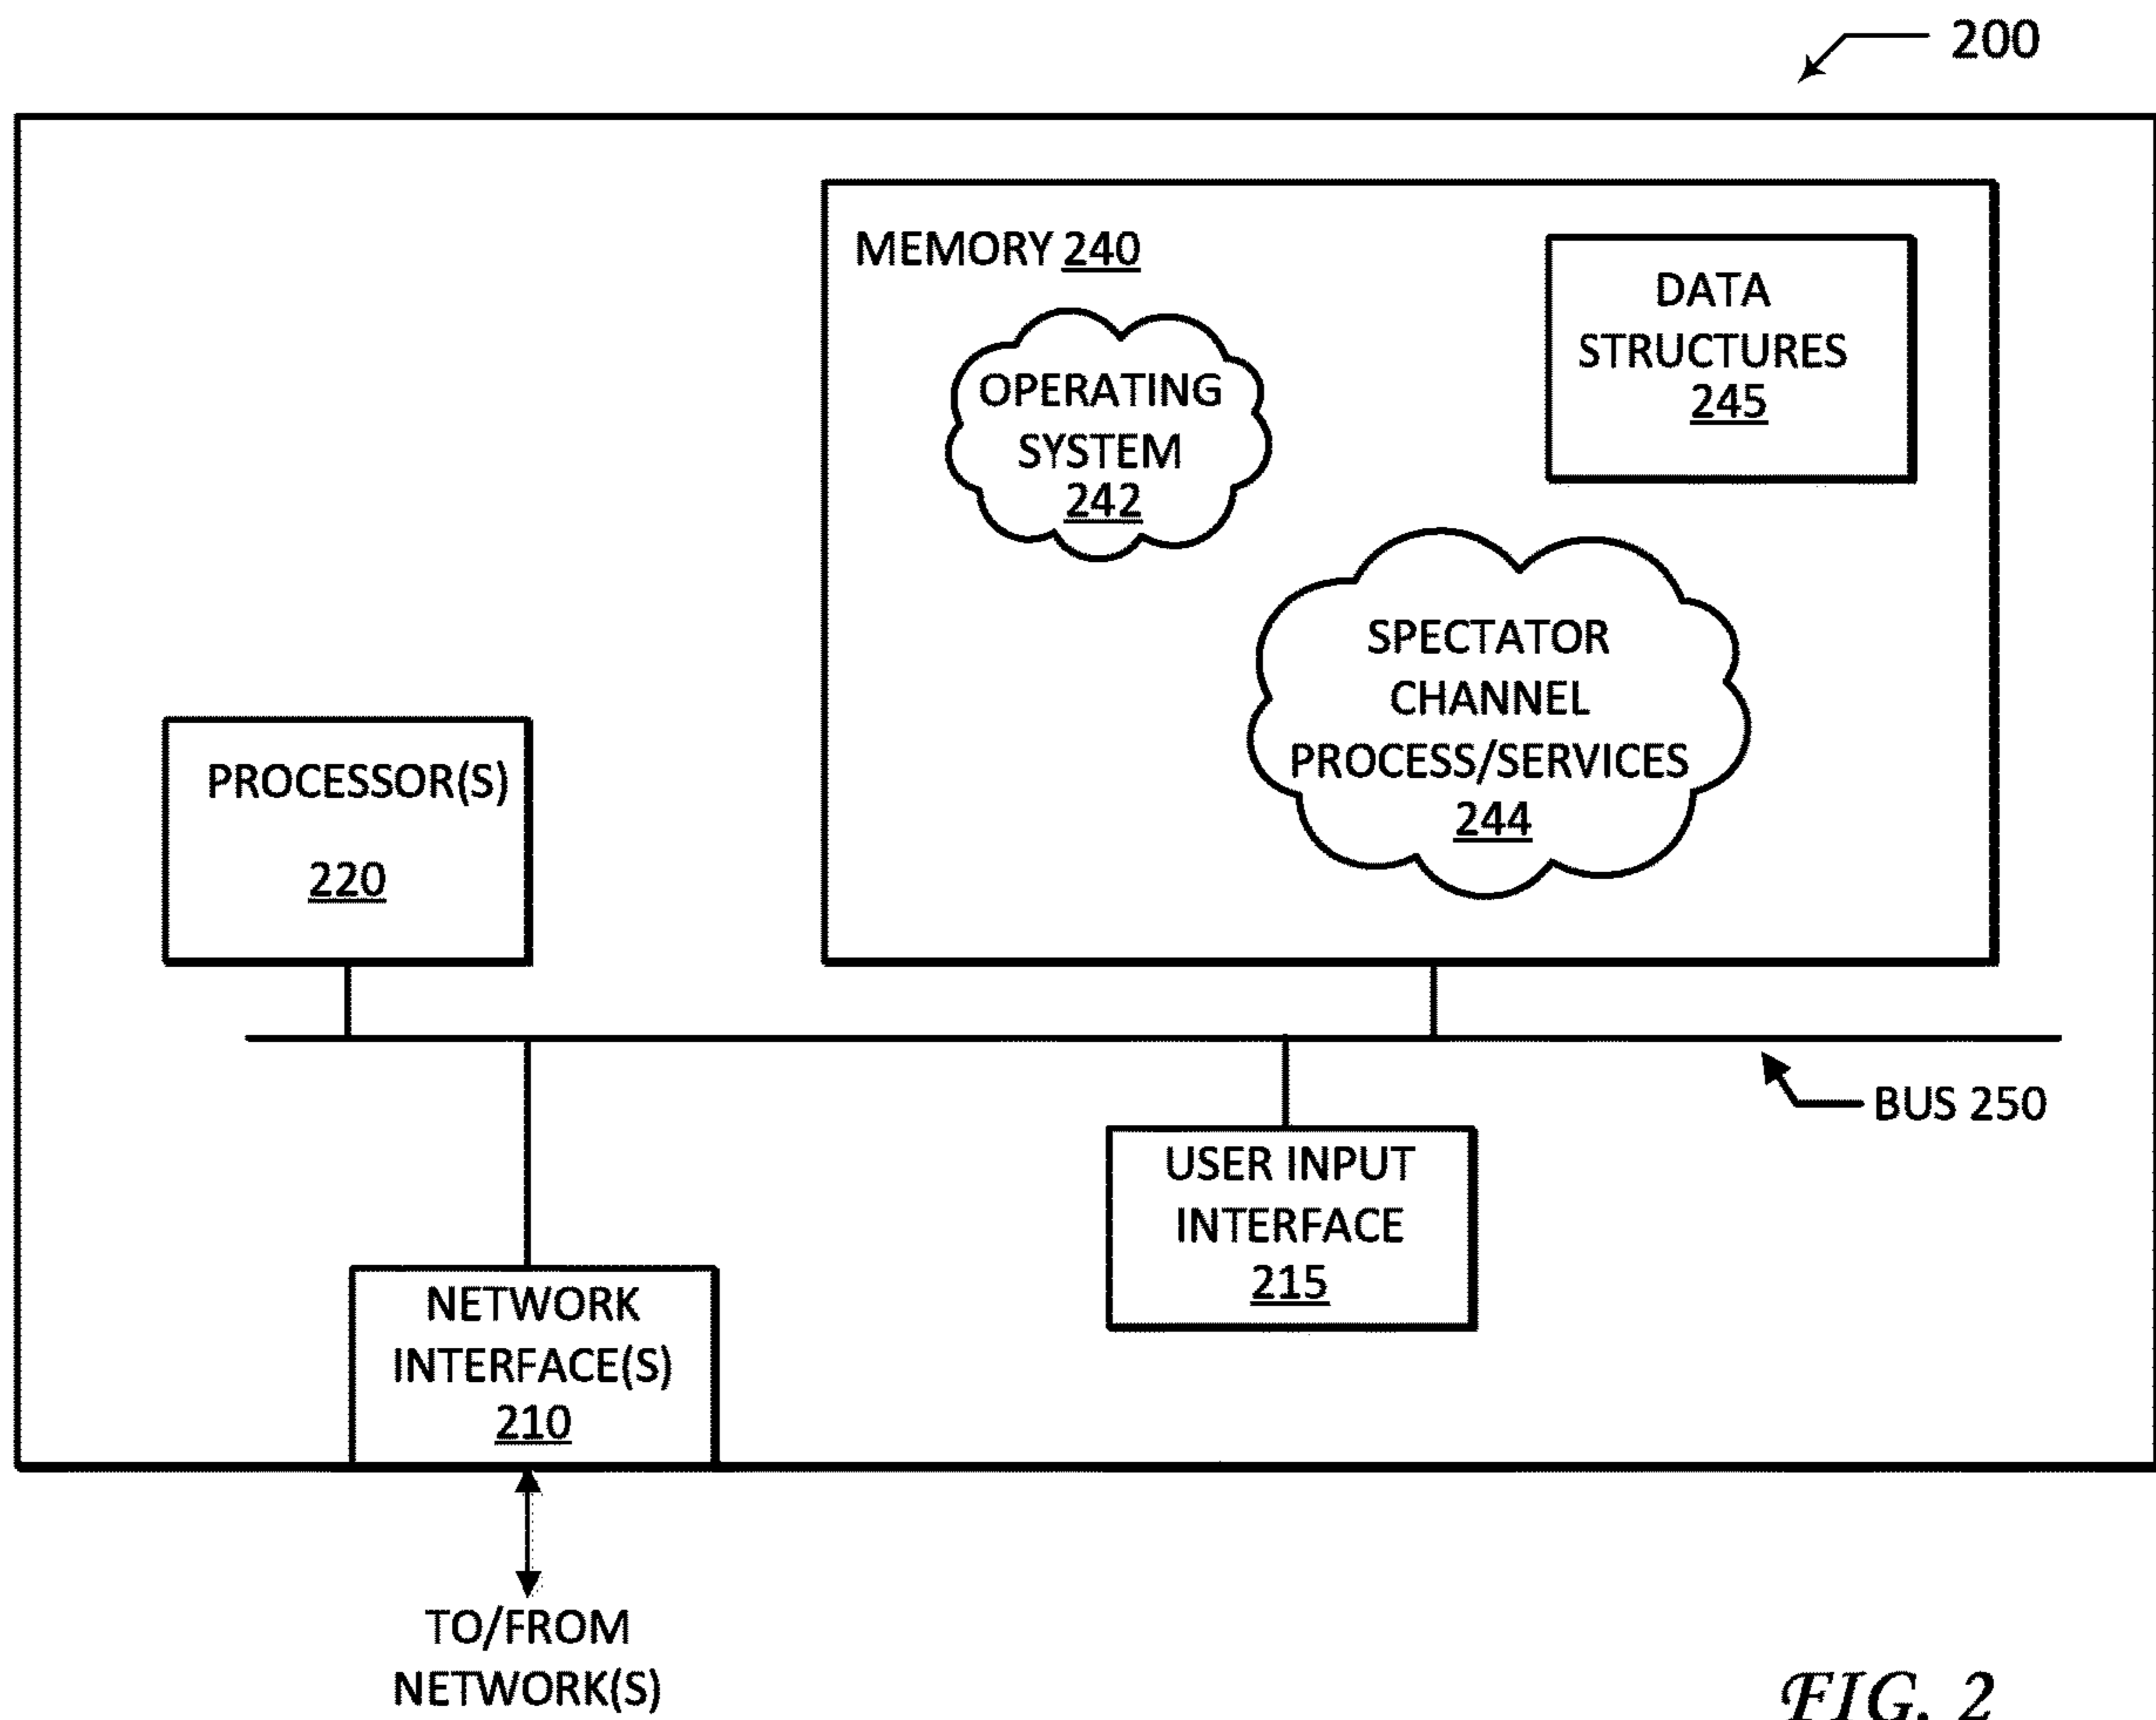 200
MEMORY 240
DATA
STRUCTURES
245
OPERATING
SYSTEM
242
SPECTATOR
CHANNEL
PROCESS/SERVICES
244
PROCESSOR(S)
220
BUS 250
USER INPUT
INTERFACE
215
NETWORK
INTERFACE(S)
210
TO/FROM
NETWORK(S)
FIG. 2